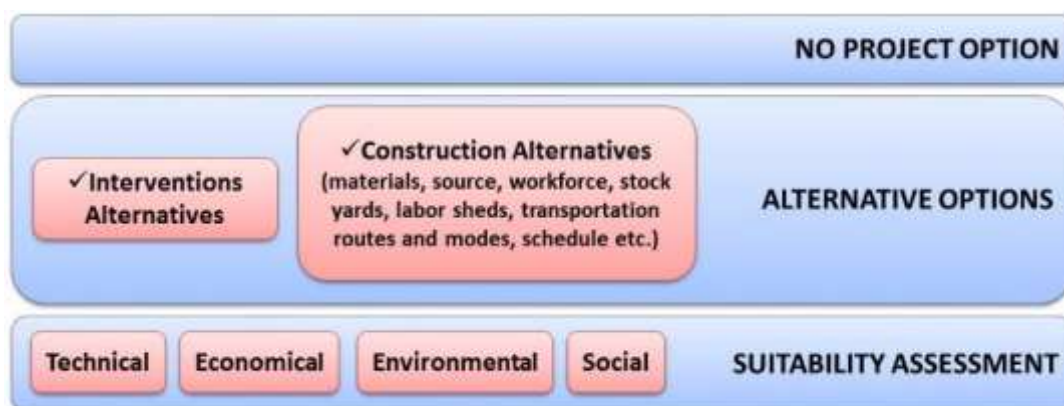 NO PROJECT OPTION
✓Interventions
Alternatives
✓Construction Alternatives
(materials, source, workforce, stock
yards, labor sheds, transportation
routes and modes, schedule etc.)
ALTERNATIVE OPTIONS
Technical
Economical
Environmental
Social
SUITABILITY ASSESSMENT